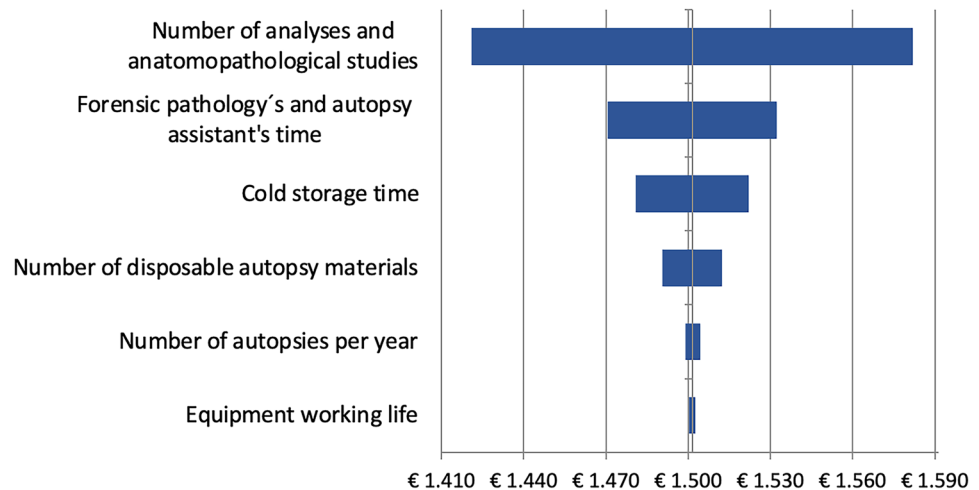 Number of analyses and
anatomopathological studies
Forensic pathology´s and autopsy
assistant's time
Cold storage time
Number of disposable autopsy materials
Number of autopsies per year
Equipment working life
€ 1.410 € 1.440 € 1.470 € 1.500 € 1.530 € 1.560 € 1.590